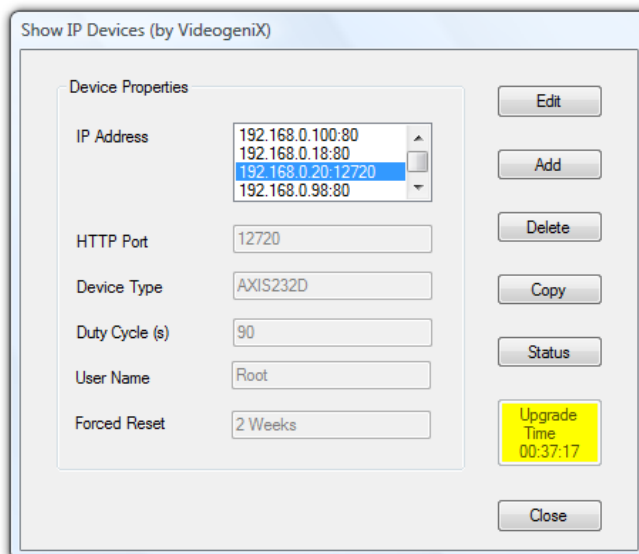 Show IP Devices (by VideogeniX)
Device Properties
IP Address
192.168.0.100:80
192.168.0.18:80
192.168.0.20:12720
192.168.0.98:80
HTTP Port
12720
Device Type
AXIS232D
Duty Cycle (s)
90
User Name
Root
Forced Reset
2 Weeks
Edit
Add
Delete
Copy
Status
Upgrade
Time
00:37:17
Close